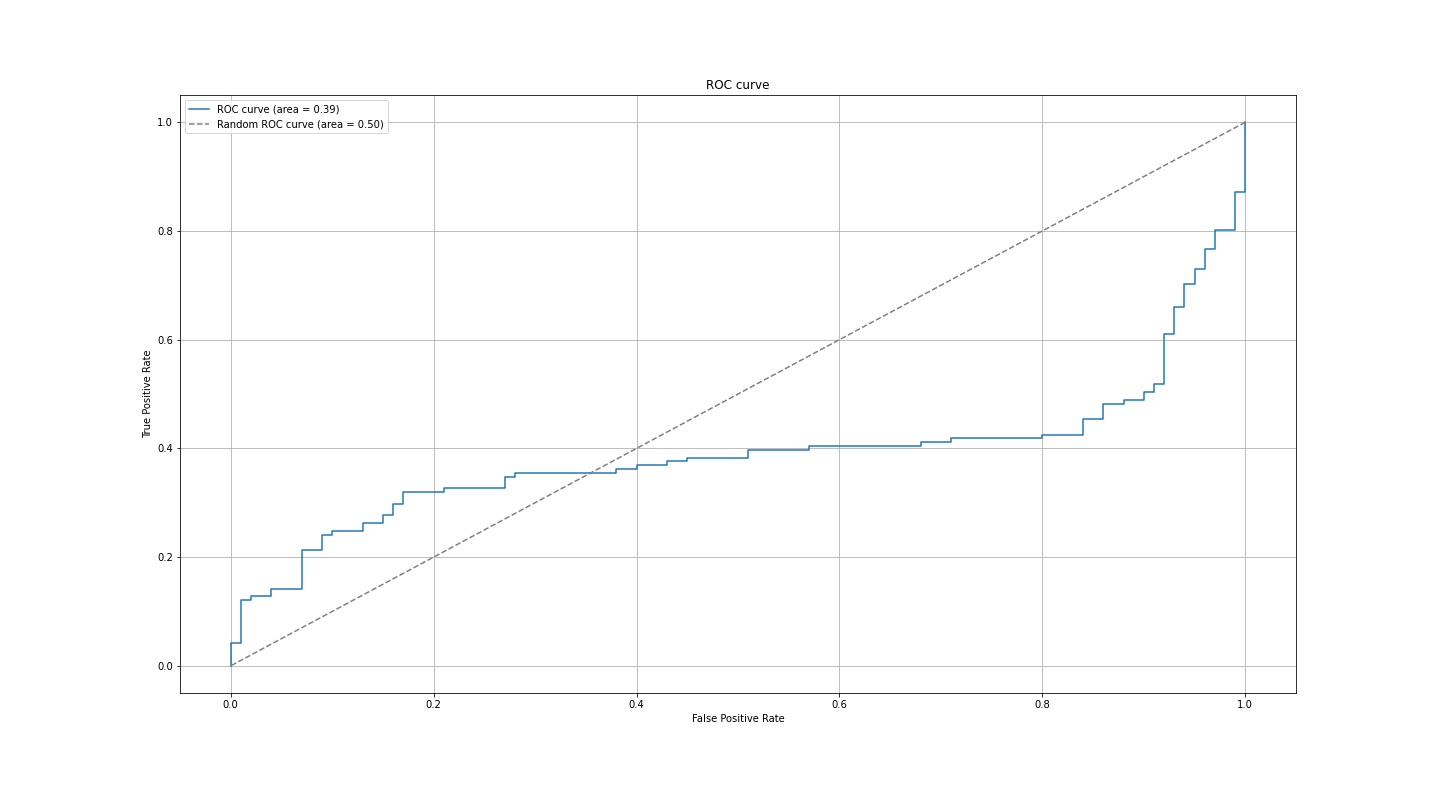 ROC curve
ROC curve (area = 0.39)
Random ROC curve (area = 0.50)
True Positive Rate
1.0
0.8
0.6
0.4
0.2
0.0
0.0 0.2 0.4 0.6 0.8 1.0
False Positive Rate